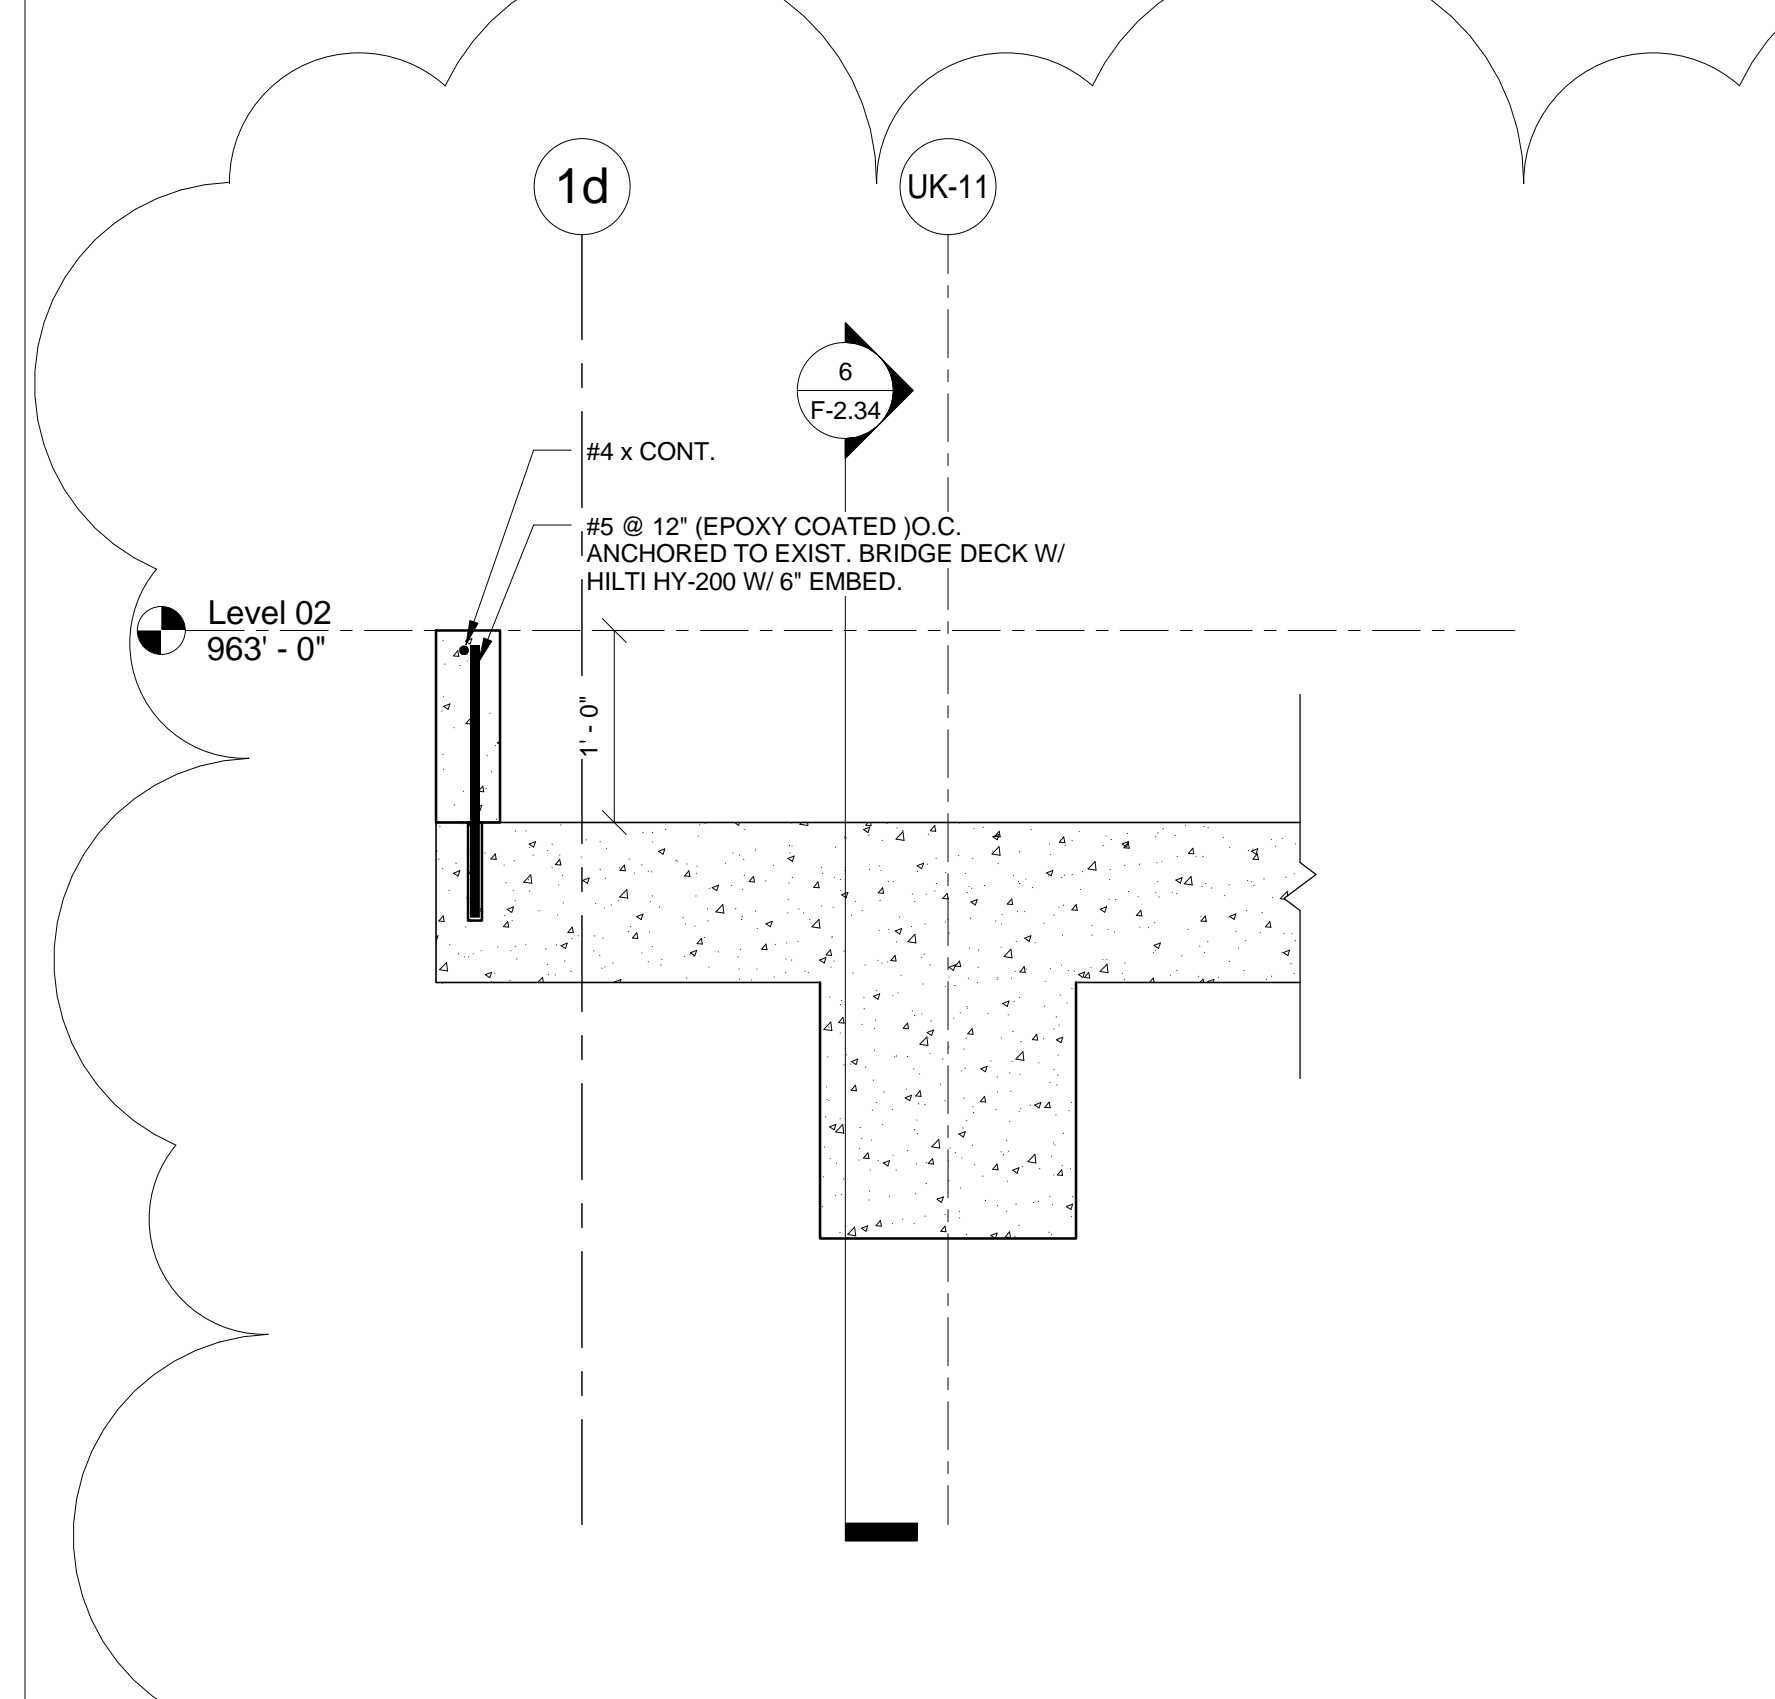 1d
UK-11
6
F-2.34
#4 x CONT.
#5 @ 12" (EPOXY COATED )O.C.
ANCHORED TO EXIST. BRIDGE DECK W/
HILTI HY-200 W/ 6" EMBED.
Level 02
963' - 0"
1' - 0"